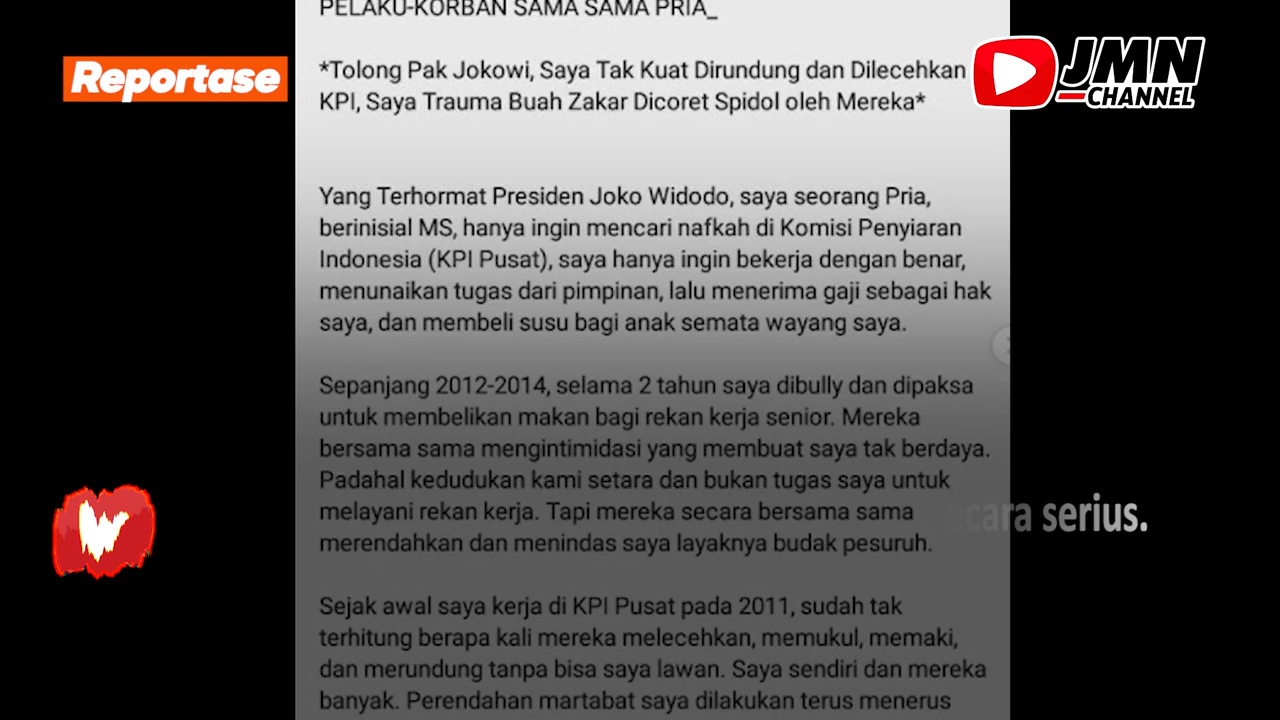 PELAKU-KORBAN SAMA SAMA PRIA_
Reportase
JMN
CHANNEL
*Tolong Pak Jokowi, Saya Tak Kuat Dirundung dan Dilecehkan
KPI, Saya Trauma Buah Zakar Dicoret Spidol oleh Mereka*
Yang Terhormat Presiden Joko Widodo, saya seorang Pria,
berinisial MS, hanya ingin mencari nafkah di Komisi Penyiaran
Indonesia (KPI Pusat), saya hanya ingin bekerja dengan benar,
menunaikan tugas dari pimpinan, lalu menerima gaji sebagai hak
saya, dan membeli susu bagi anak semata wayang saya.
Sepanjang 2012-2014, selama 2 tahun saya dibully dan dipaksa
untuk membelikan makan bagi rekan kerja senior. Mereka
bersama sama mengintimidasi yang membuat saya tak berdaya.
Padahal kedudukan kami setara dan bukan tugas saya untuk
melayani rekan kerja. Tapi mereka secara bersama sama
merendahkan dan menindas saya layaknya budak pesuruh.
serius.
W
Sejak awal saya kerja di KPI Pusat pada 2011, sudah tak
terhitung berapa kali mereka melecehkan, memukul, memaki,
dan merundung tanpa bisa saya lawan. Saya sendiri dan mereka
banyak. Perendahan martabat saya dilakukan terus menerus